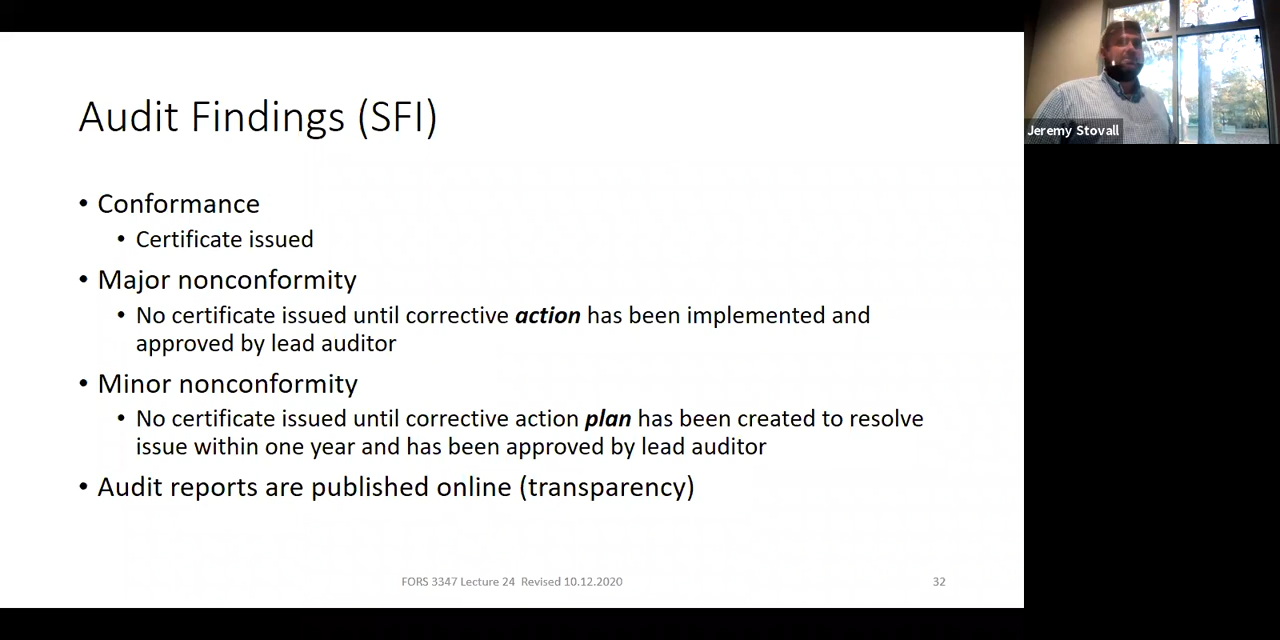 Audit Findings (SFI)
• Conformance
• Certificate issued
• Major nonconformity
• No certificate issued until corrective action has been implemented and
approved by lead auditor
• Minor nonconformity
• No certificate issued until corrective action plan has been created to resolve
issue within one year and has been approved by lead auditor
• Audit reports are published online (transparency)
FORS 3347 Lecture 24 Revised 10.12.2020
32
Jeremy Stovall